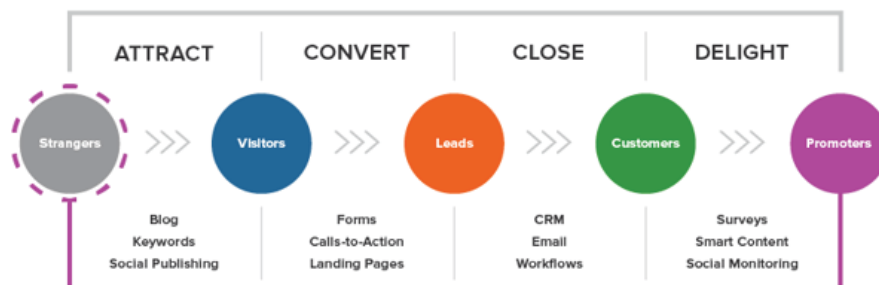 ATTRACT
CONVERT
CLOSE
DELIGHT
Strangers
Visitors
Leads
Customers
Promoters
Blog
Keywords
Social Publishing
Forms
Calls-to-Action
Landing Pages
CRM
Email
Workflows
Surveys
Smart Content
Social Monitoring